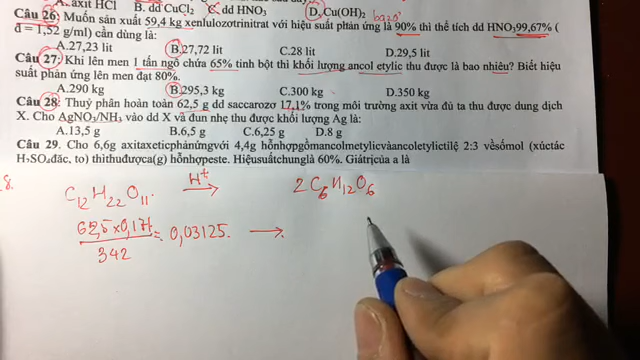 A. axit HCl B. dd CuCl₂ C. dd HNO₃ D. Cu(OH)₂
Câu 26: Muốn sản xuất 59,4 kg xenlulozơtrinitrat với hiệu suất phản ứng là 90% thì thể tích dd HNO₃ 99,67% (
đ = 1,52 g/ml) cần dùng là:
A.27,23 lit B.27,72 lit C.28 lit D.29,5 lit
Câu 27: Khi lên men 1 tấn ngô chứa 65% tinh bột thì khối lượng ancol etylic thu được là bao nhiêu? Biết hiệu
suất phản ứng lên men đạt 80%.
A.290 kg B.295,3 kg C.300 kg D.350 kg
Câu 28: Thuỷ phân hoàn toàn 62,5 g dd saccarozơ 17,1% trong môi trường axit vừa đủ ta thu được dung dịch
X. Cho AgNO₃/NH₃ vào dd X và đun nhẹ thu được khối lượng Ag là:
A.13,5 g B.6,5 g C.6,25 g D.8 g
Câu 29. Cho 6,6g axitaxeticphảnứngvới 4,4g hỗnhợpgồmancolmetylicvàancoletylictilệ 2:3 vềsốmol (xúctác
H₂SO₄đặc, to) thìthuđượca(g) hỗnhợpeste. Hiệusuấtchunglà 60%. Giátrịcủa a là
8.
C₁₂H₂₂O₁₁ H⁺ → 2C₆H₁₂O₆
62,5 x 0,171 / 342 = 0,03125. →